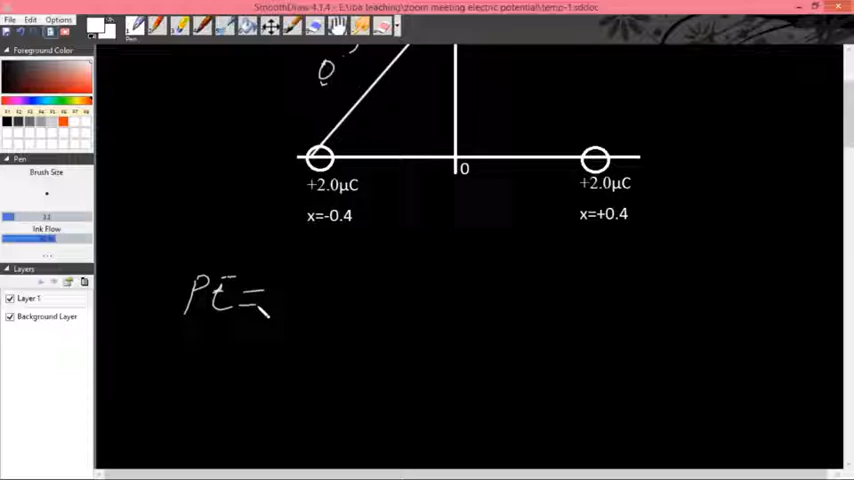 SmoothDraw 4.1.4 - E:\iba teaching\zoom meeting electric potential\temp-1.sddoc
File Edit Options
Foreground Color
Pen
Brush Size
Ink Flow
Layers
Layer 1
Background Layer
0
0
+2.0μC +2.0μC
x=-0.4 x=+0.4
PE=